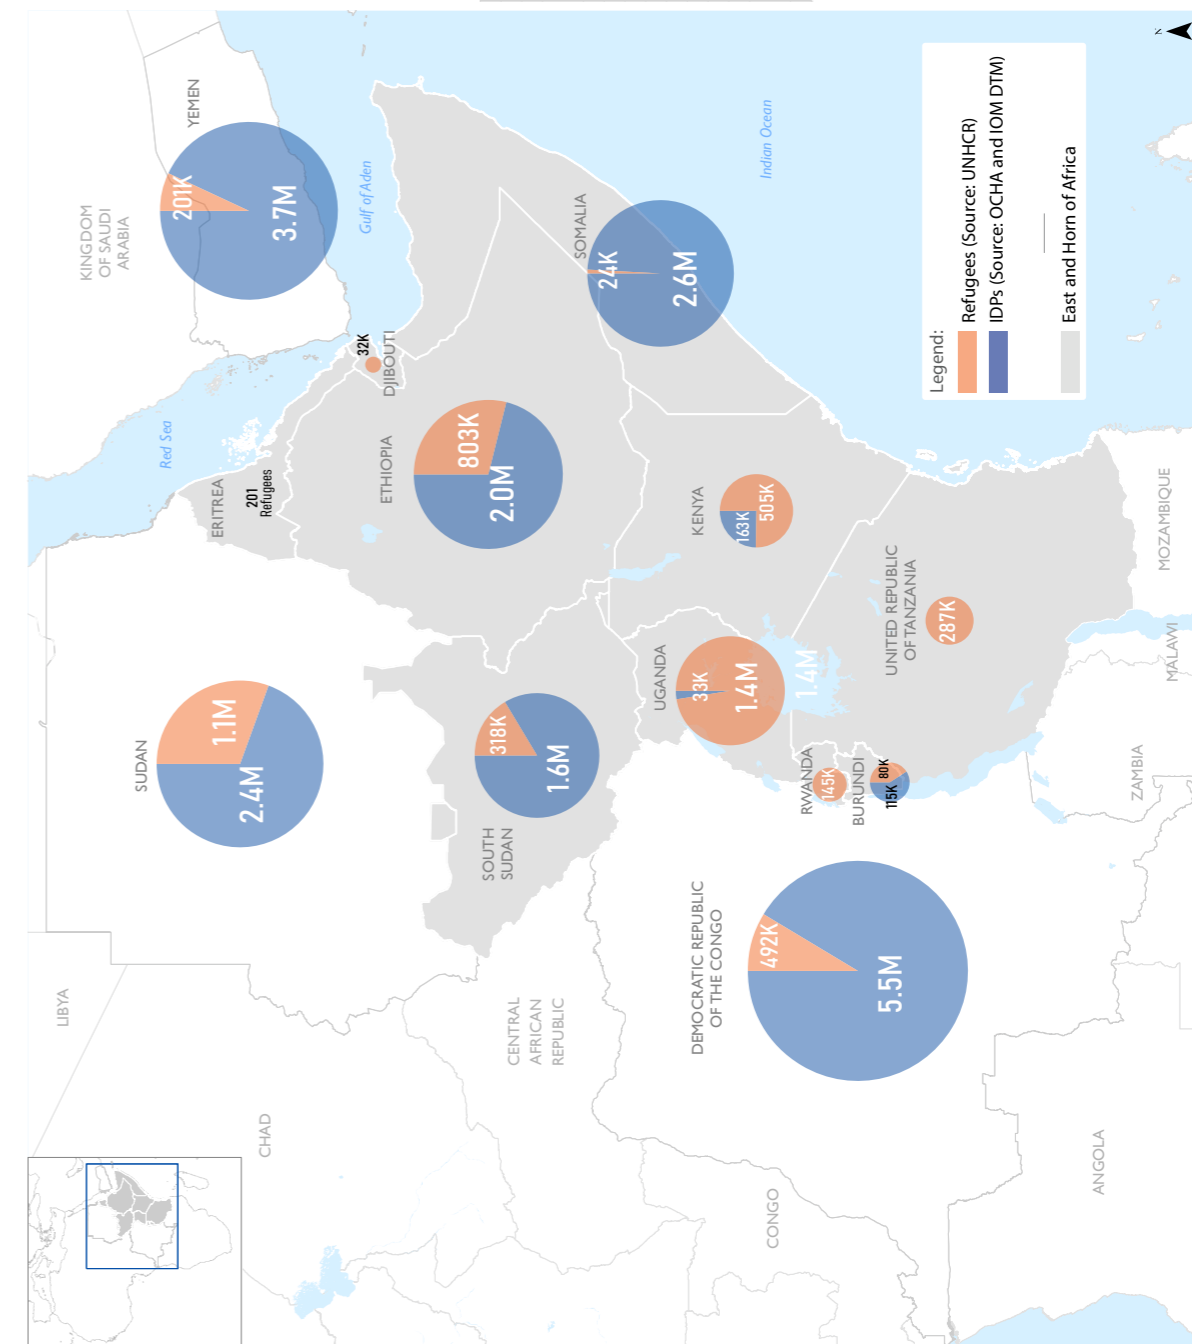 KINGDOM
OF SAUDI
ARABIA
YEMEN
201K
3.7M
Gulf of Aden
Red Sea
Indian Ocean
N
LIBYA
SUDAN
1.1M
2.4M
ERITREA
201
Refugees
32K
DJIBOUTI
CHAD
ETHIOPIA
803K
2.0M
SOMALIA
24K
2.6M
SOUTH
SUDAN
318K
1.6M
CENTRAL
AFRICAN
REPUBLIC
UGANDA
33K
1.4M
1.4M
KENYA
163K
505K
DEMOCRATIC REPUBLIC
OF THE CONGO
492K
5.5M
RWANDA
145K
BURUNDI
80K
115K
UNITED REPUBLIC
OF TANZANIA
287K
CONGO
ANGOLA
ZAMBIA
MALAWI
MOZAMBIQUE
Legend:
Refugees (Source: UNHCR)
IDPs (Source: OCHA and IOM DTM)
East and Horn of Africa